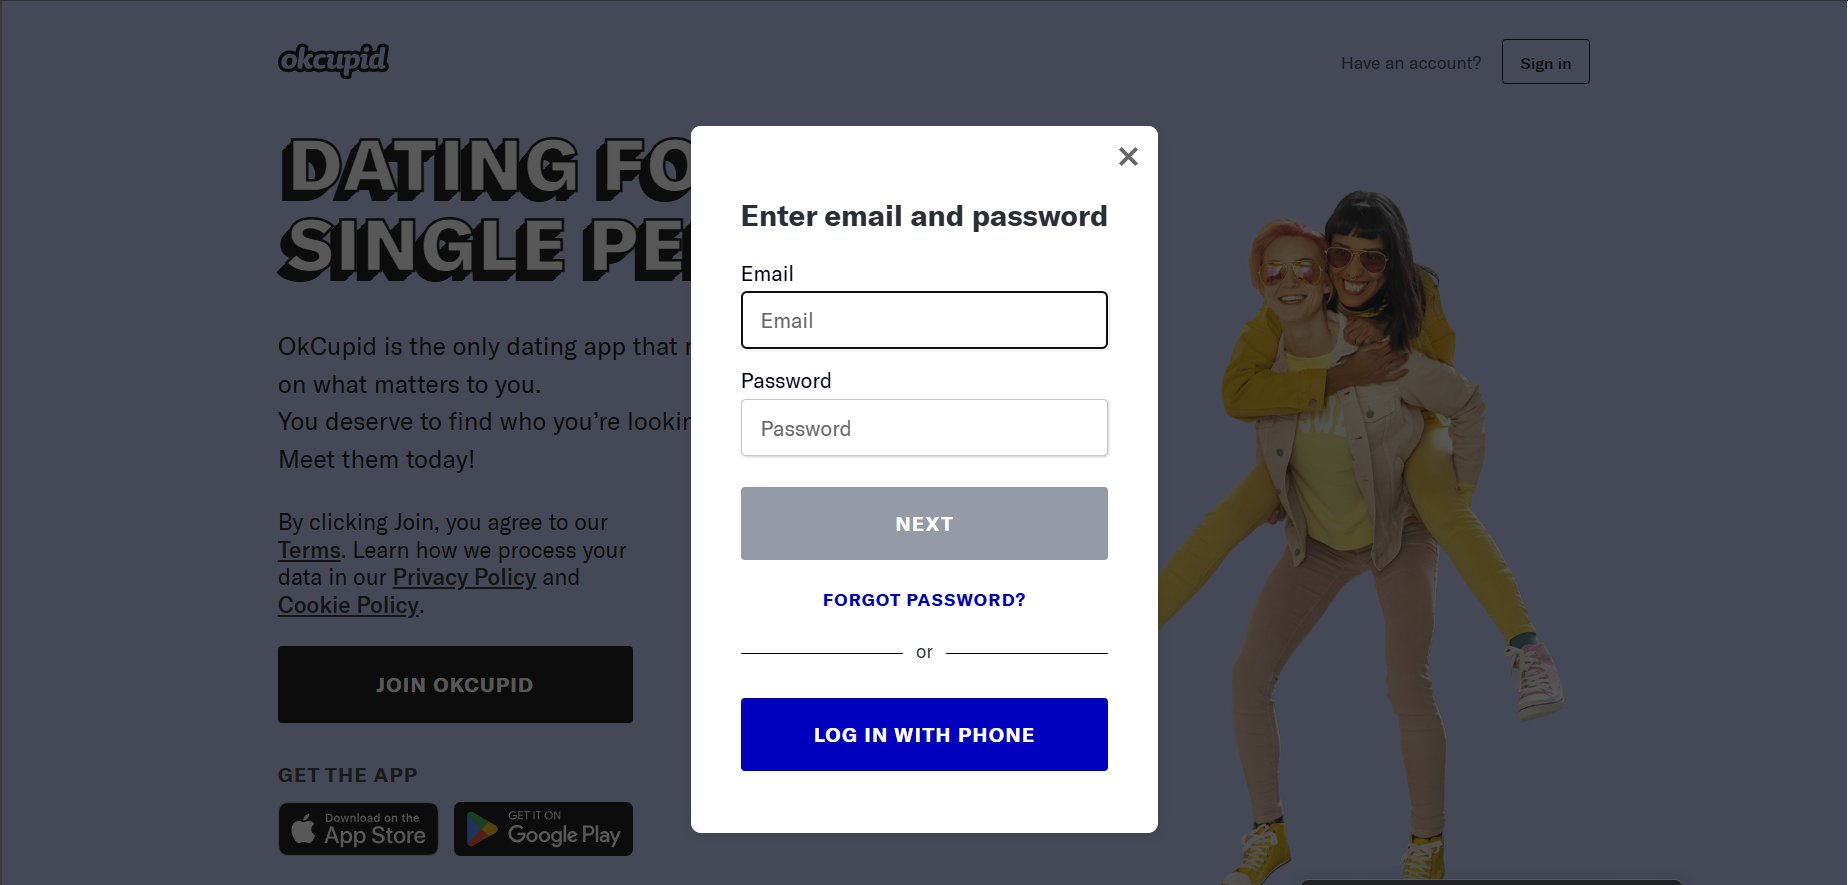 okcupid
Have an account?
Sign in
DATING FO
SINGLE PE
OkCupid is the only dating app that
on what matters to you.
You deserve to find who you’re lookin
Meet them today!
By clicking Join, you agree to our
Terms. Learn how we process your
data in our Privacy Policy and
Cookie Policy.
JOIN OKCUPID
GET THE APP
Download on the
App Store
GET IT ON
Google Play
Enter email and password
Email
Email
Password
Password
NEXT
FORGOT PASSWORD?
or
LOG IN WITH PHONE